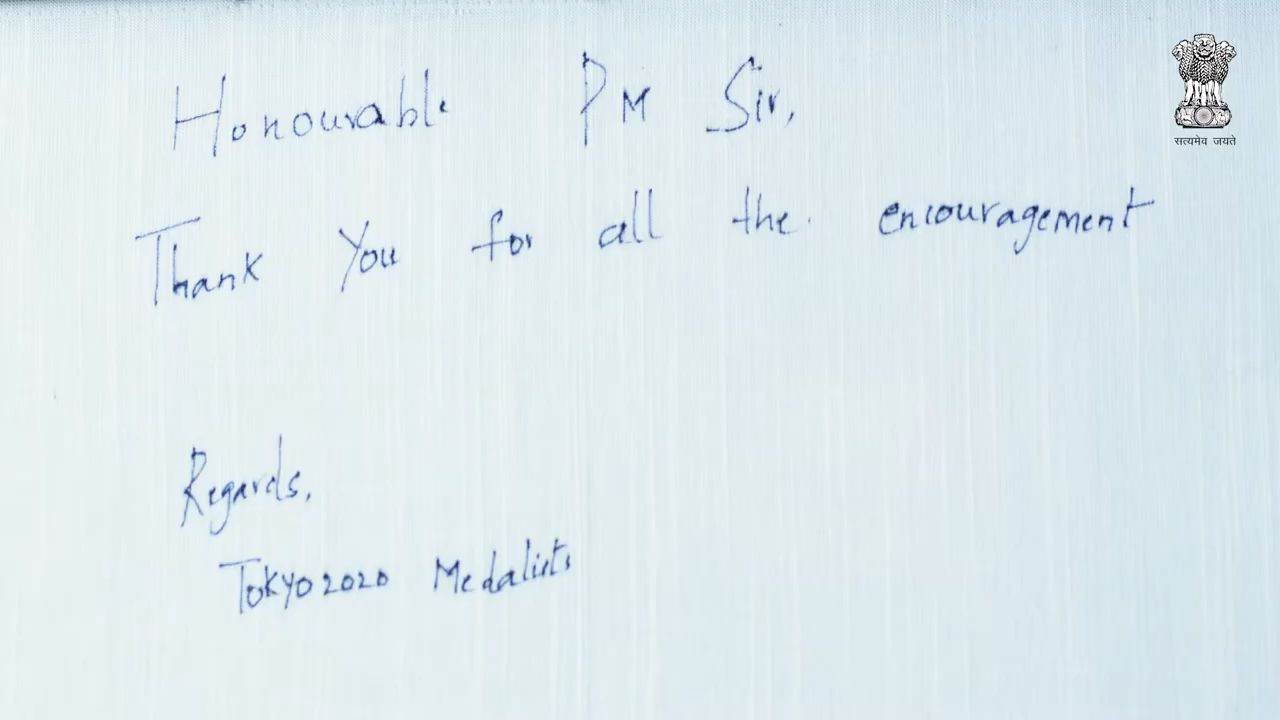 Honourable PM Sir,
Thank You for all the encouragement
Regards,
TOKYO 2020 Medalists
सत्यमेव जयते